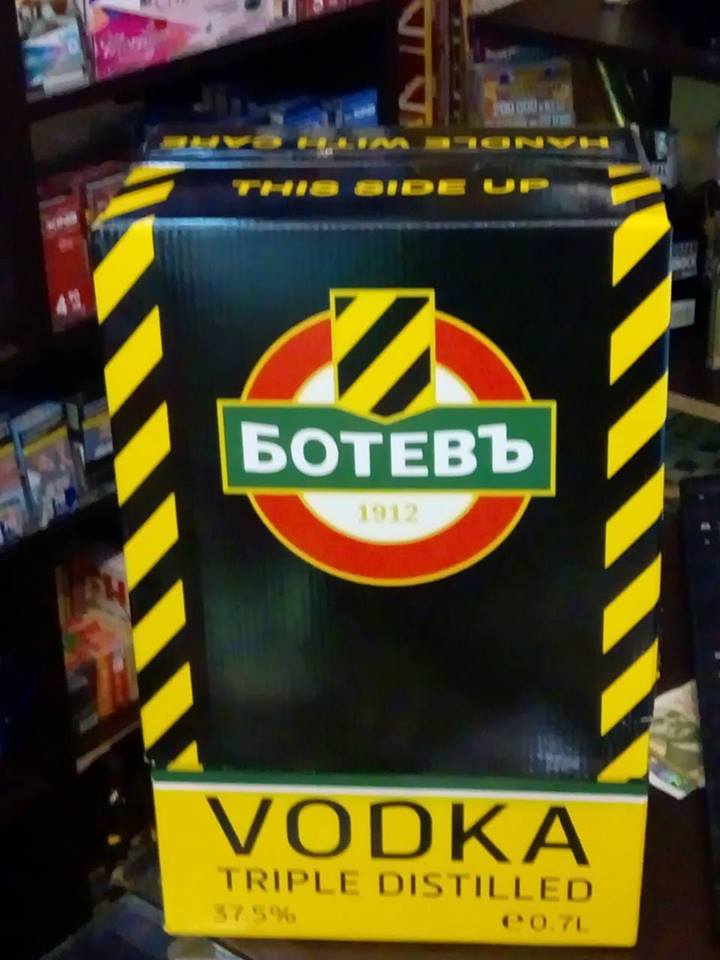 HANDLE WITH CARE
THIS SIDE UP
БОТЕВЪ
1912
VODKA
TRIPLE DISTILLED
37.5%
℮0.7L